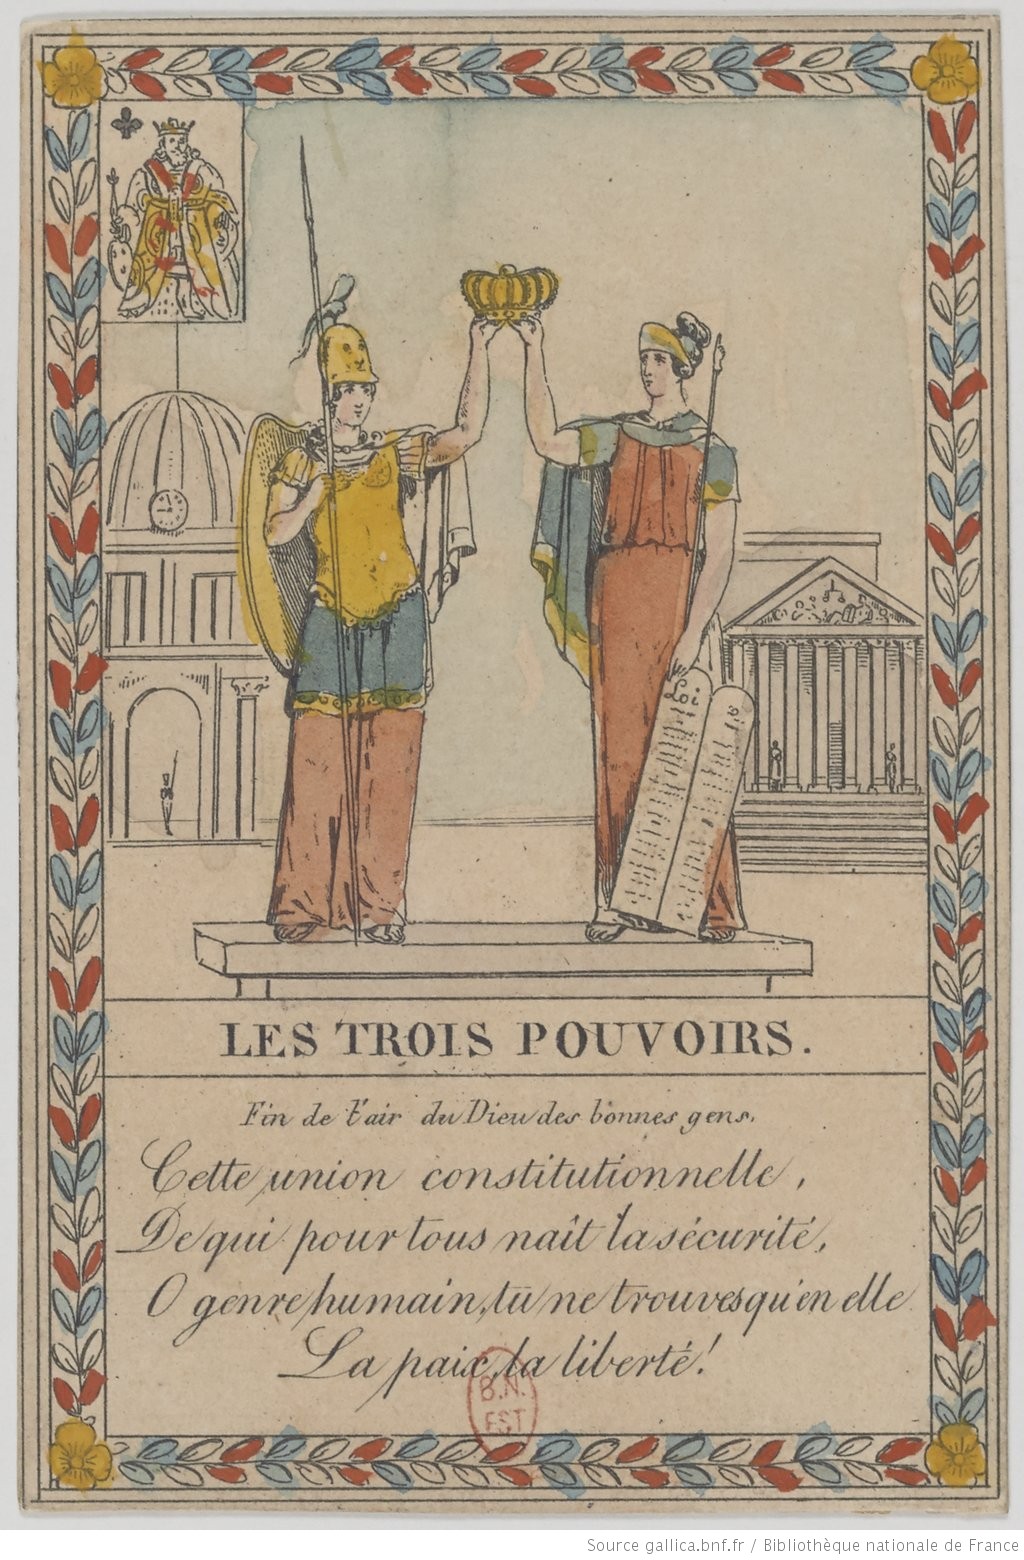 Loi
LES TROIS POUVOIRS.
Fin de l'air du Dieu des bonnes gens.
Cette union constitutionnelle,
De qui pour tous naît la sécurité,
O genre humain, tu ne trouves qu'en elle
La paix, la liberté!
B.N.
EST
Source gallica.bnf.fr / Bibliothèque nationale de France